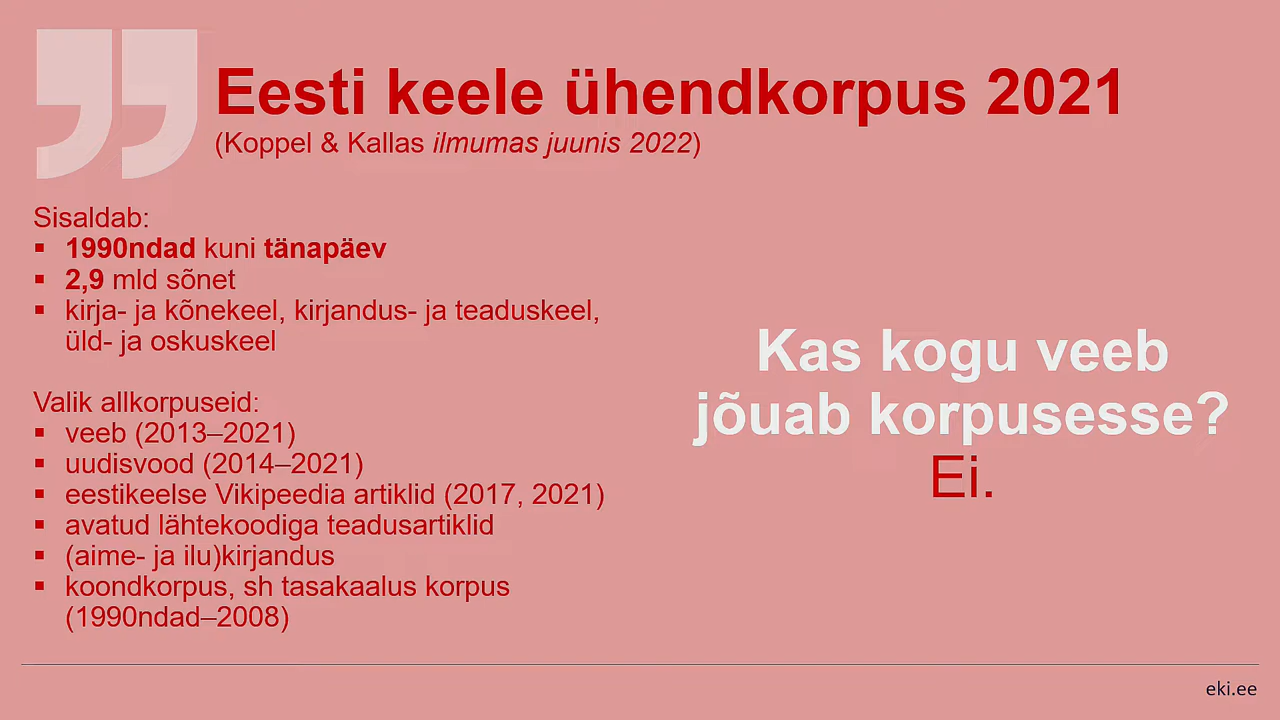 Eesti keele ühendkorpus 2021
(Koppel & Kallas ilmumas juunis 2022)
Sisaldab:
▪ 1990ndad kuni tänapäev
▪ 2,9 mld sõnet
▪ kirja- ja kõnekeel, kirjandus- ja teaduskeel,
üld- ja oskuskeel
Valik allkorpuseid:
▪ veeb (2013–2021)
▪ uudisvood (2014–2021)
▪ eestikeelse Vikipeedia artiklid (2017, 2021)
▪ avatud lähtekoodiga teadusartiklid
▪ (aime- ja ilu)kirjandus
▪ koondkorpus, sh tasakaalus korpus
(1990ndad–2008)
Kas kogu veeb
jõuab korpusesse?
Ei.
eki.ee